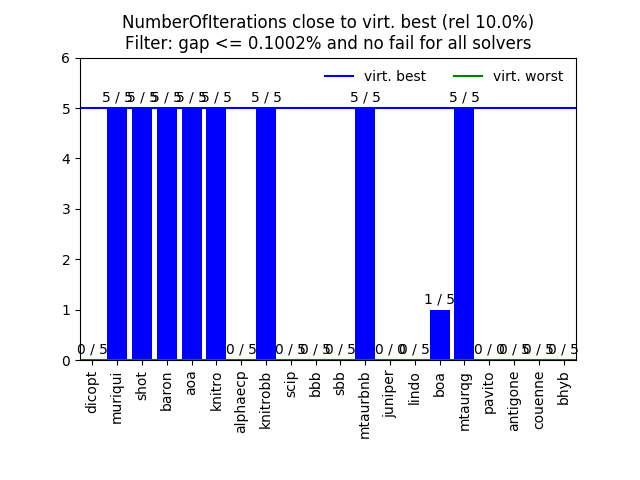 NumberOfIterations close to virt. best (rel 10.0%)
Filter: gap <= 0.1002% and no fail for all solvers
virt. best
virt. worst
6
5
4
3
2
1
0
0 / 5
5 / 5
5 / 5
5 / 5
5 / 5
5 / 5
0 / 5
5 / 5
0 / 5
0 / 5
0 / 5
5 / 5
0 / 0
0 / 5
1 / 5
5 / 5
0 / 0
0 / 5
0 / 5
0 / 5
dicopt
muriqui
shot
baron
aoa
knitro
alphaecp
knitrobb
scip
bbb
sbb
mtaurbnb
juniper
lindo
boa
mtaurqg
pavito
antigone
couenne
bhyb